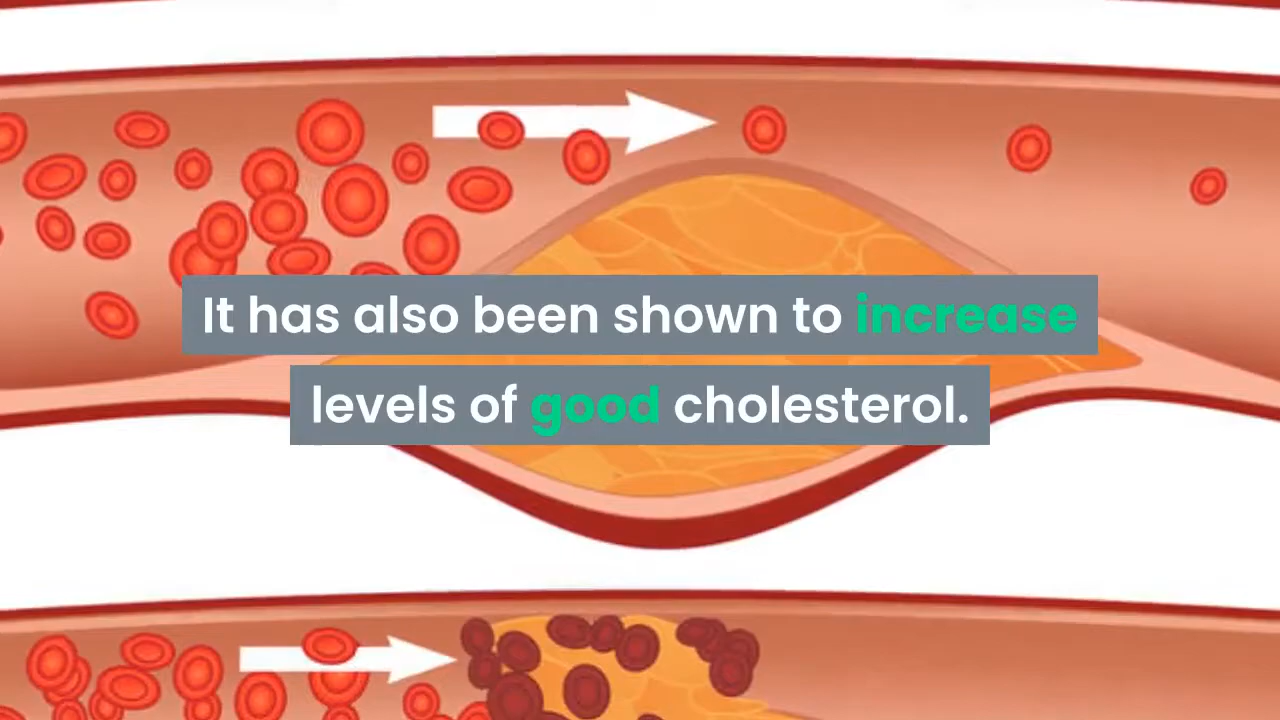 It has also been shown to increase
levels of good cholesterol.